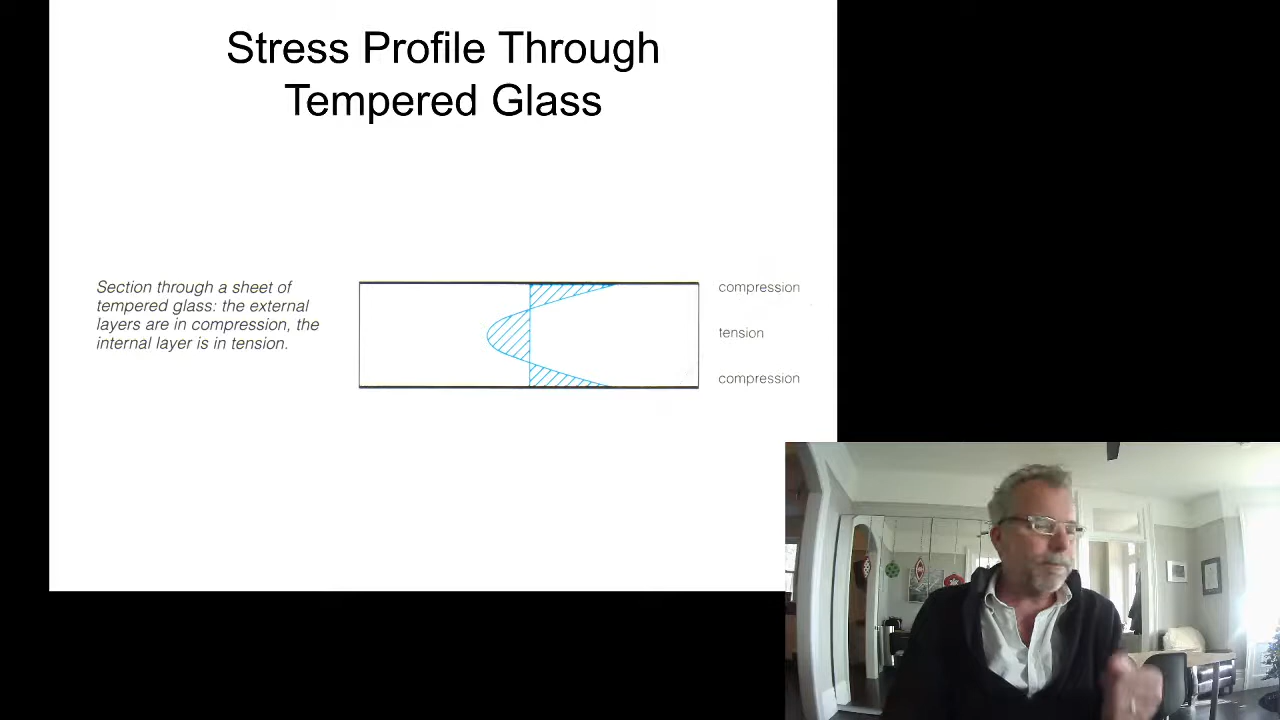 Stress Profile Through
Tempered Glass
Section through a sheet of
tempered glass: the external
layers are in compression, the
internal layer is in tension.
compression
tension
compression